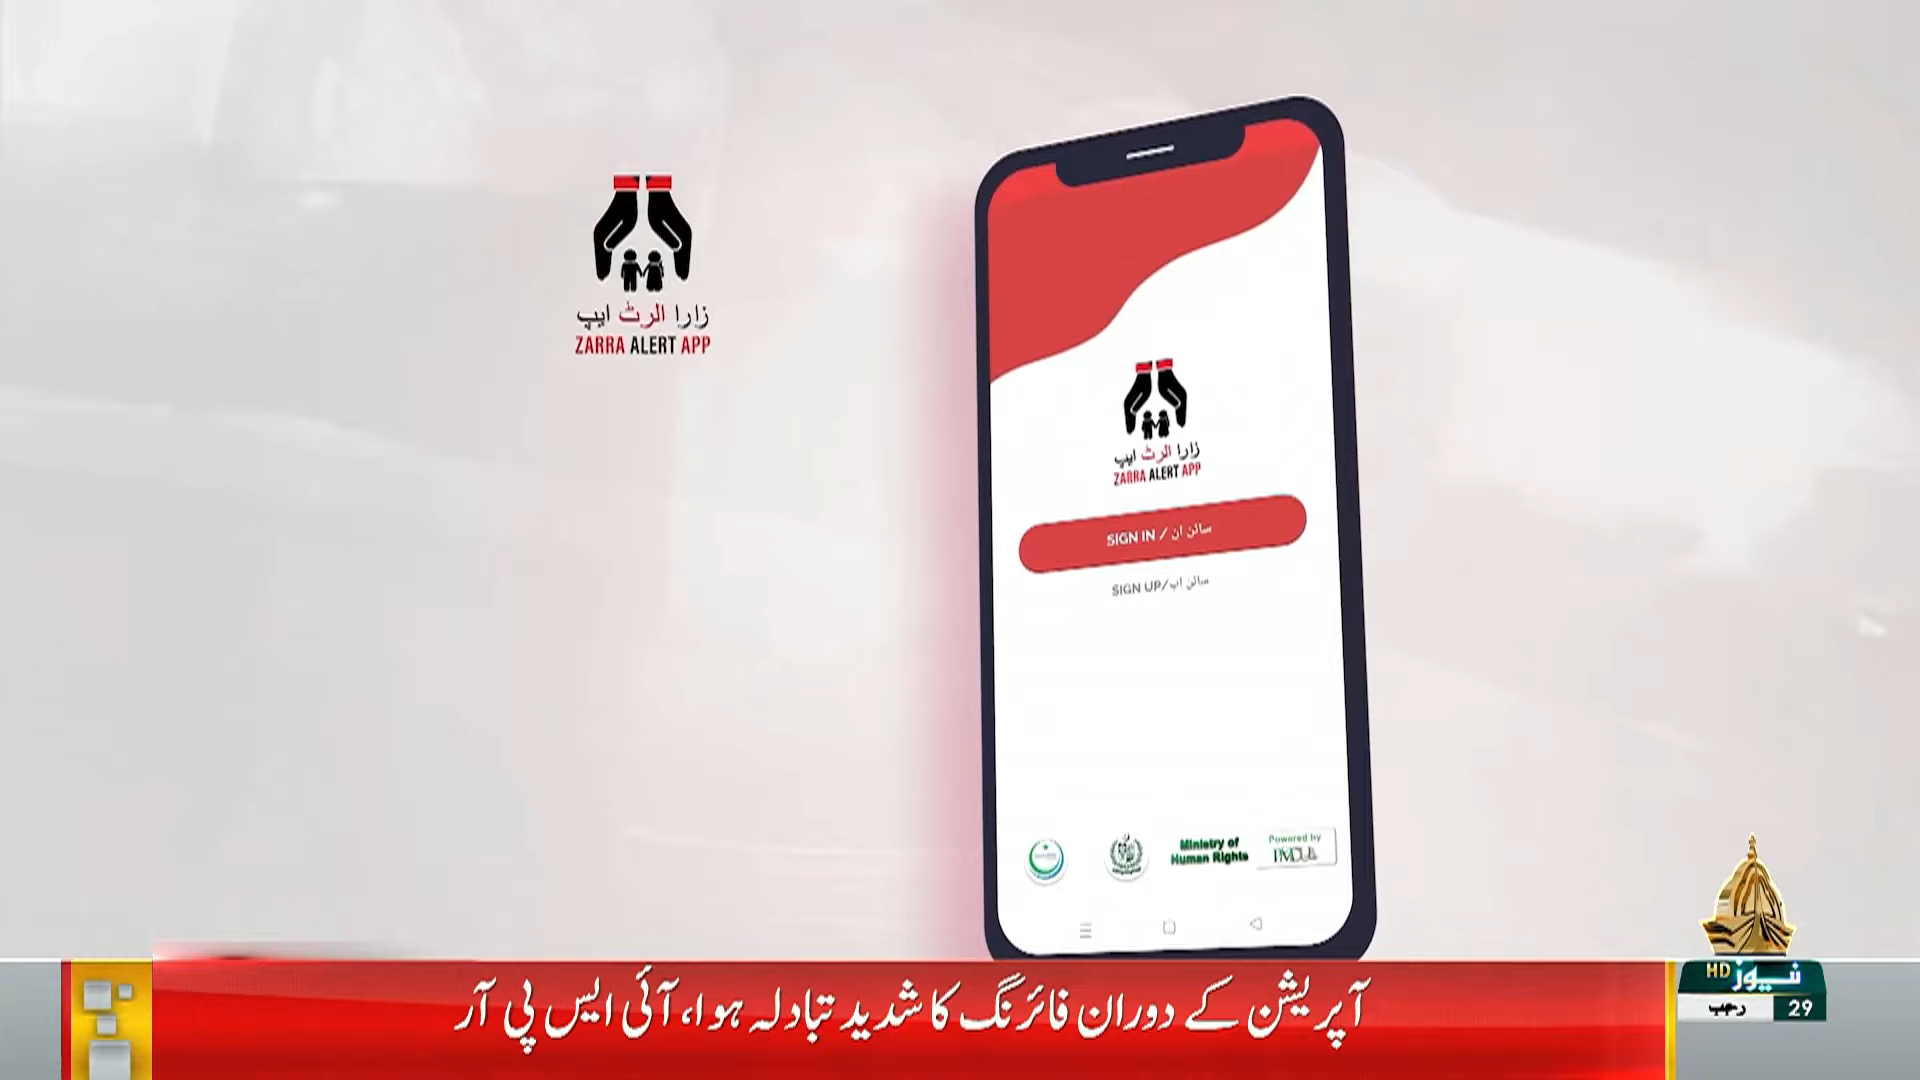 زارا الرٹ ایپ
ZARRA ALERT APP
زارا الرٹ ایپ
ZARRA ALERT APP
SIGN IN / سائن ان
SIGN UP/سائن اپ
Ministry of
Human Rights
Powered by
آپریشن کے دوران فائرنگ کا شدید تبادلہ ہوا، آئی ایس پی آر
نیوز HD
29 رجب